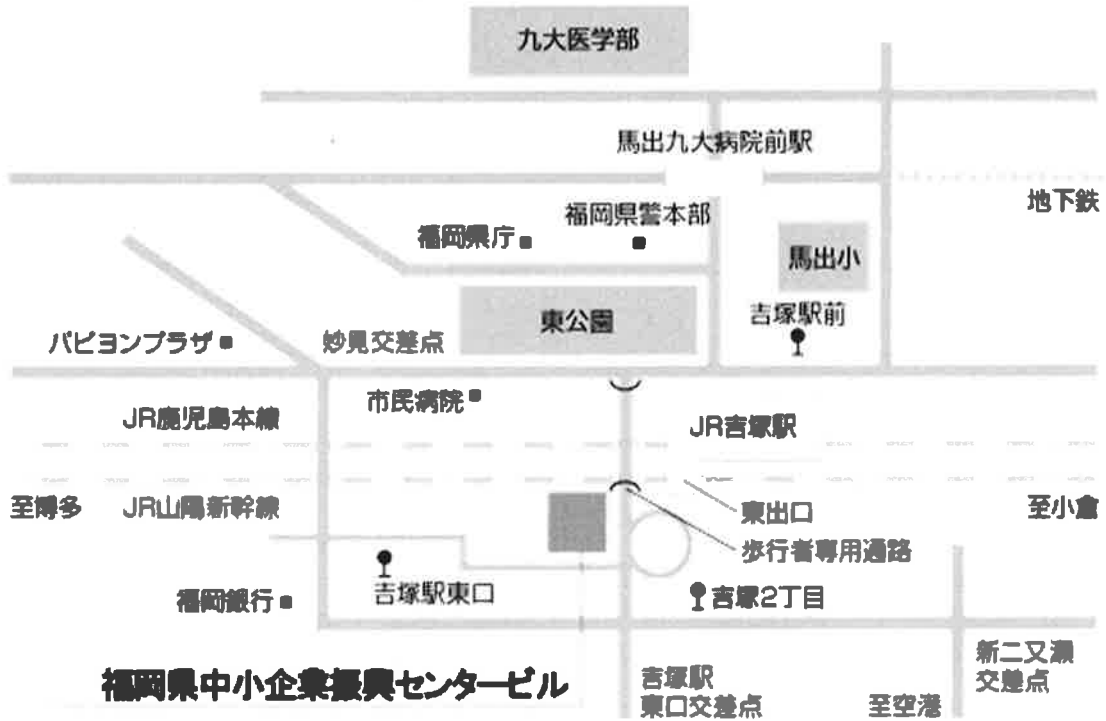 九大医学部
馬出九大病院前駅
地下鉄
福岡県警本部
福岡県庁
馬出小
東公園
吉塚駅前
パピヨンプラザ
妙見交差点
市民病院
JR鹿児島本線
JR吉塚駅
至博多
JR山陽新幹線
東出口
至小倉
歩行者専用通路
吉塚駅東口
福岡銀行
吉塚2丁目
福岡県中小企業振興センタービル
吉塚駅
東口交差点
至空港
新二又瀬
交差点